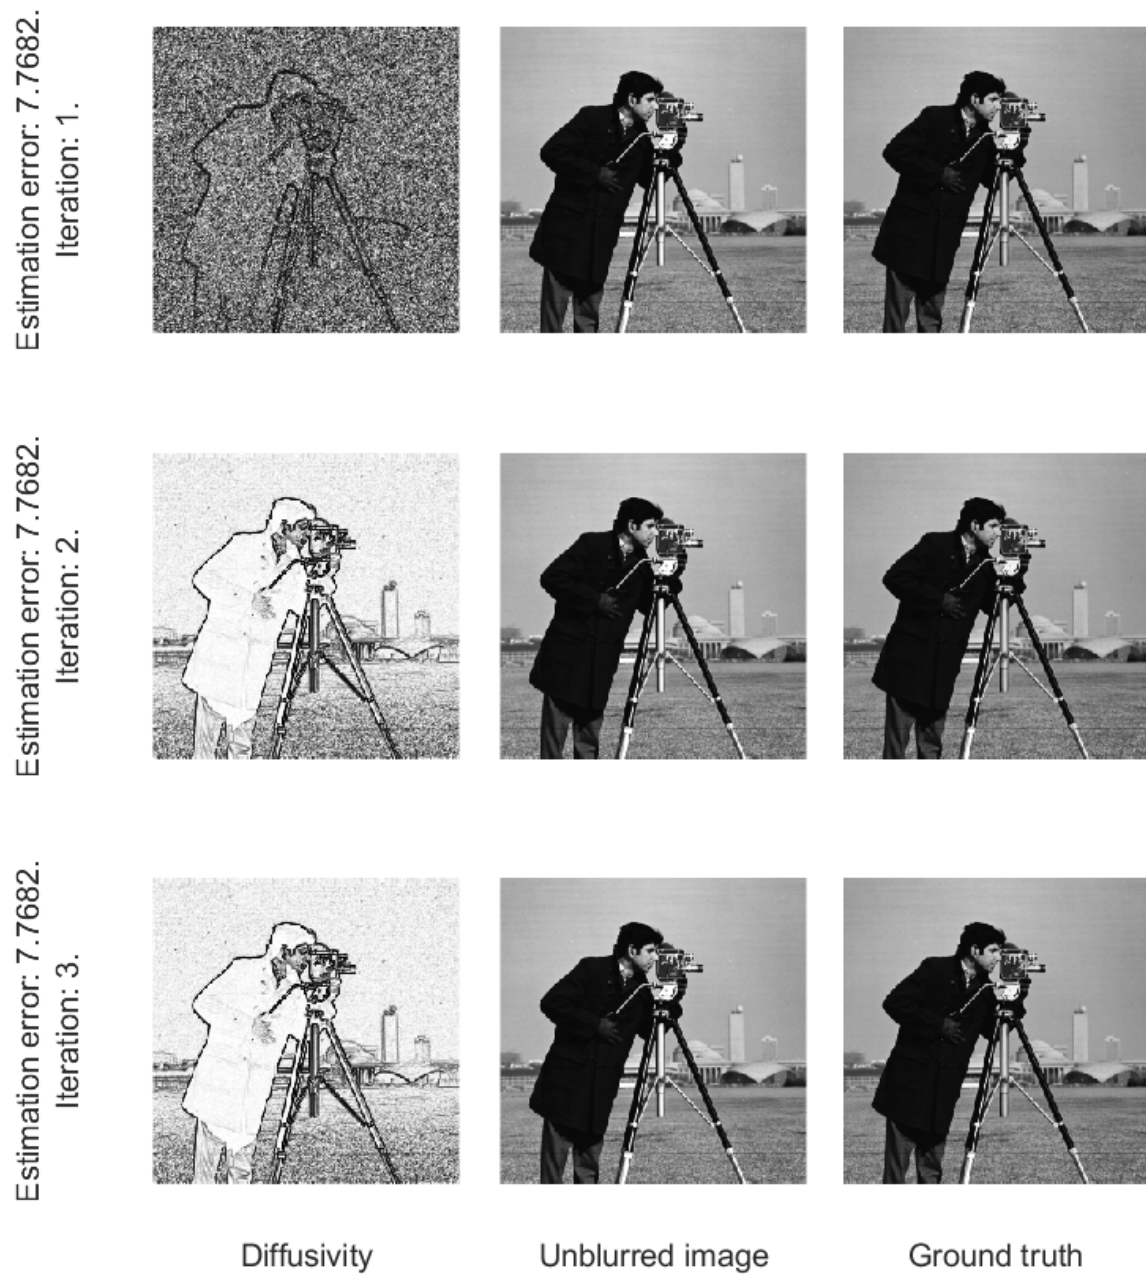 Estimation error: 7.7682.
Iteration: 1.
Estimation error: 7.7682.
Iteration: 2.
Estimation error: 7.7682.
Iteration: 3.
Diffusivity
Unblurred image
Ground truth